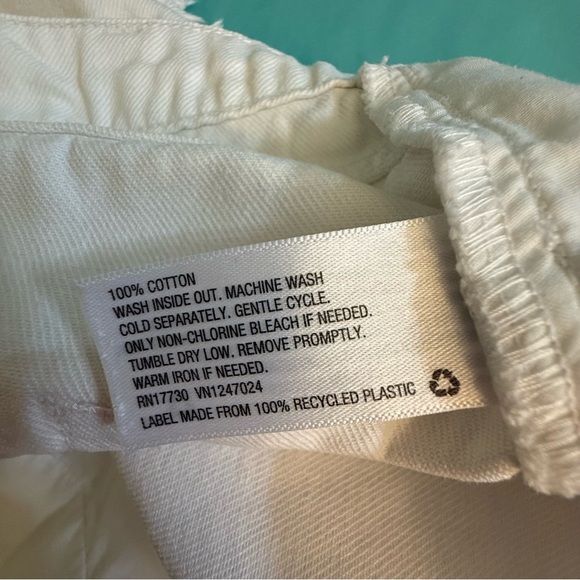 100% COTTON
WASH INSIDE OUT. MACHINE WASH
COLD SEPARATELY. GENTLE CYCLE.
ONLY NON-CHLORINE BLEACH IF NEEDED.
TUMBLE DRY LOW. REMOVE PROMPTLY.
WARM IRON IF NEEDED.
RN17730 VN1247024
LABEL MADE FROM 100% RECYCLED PLASTIC